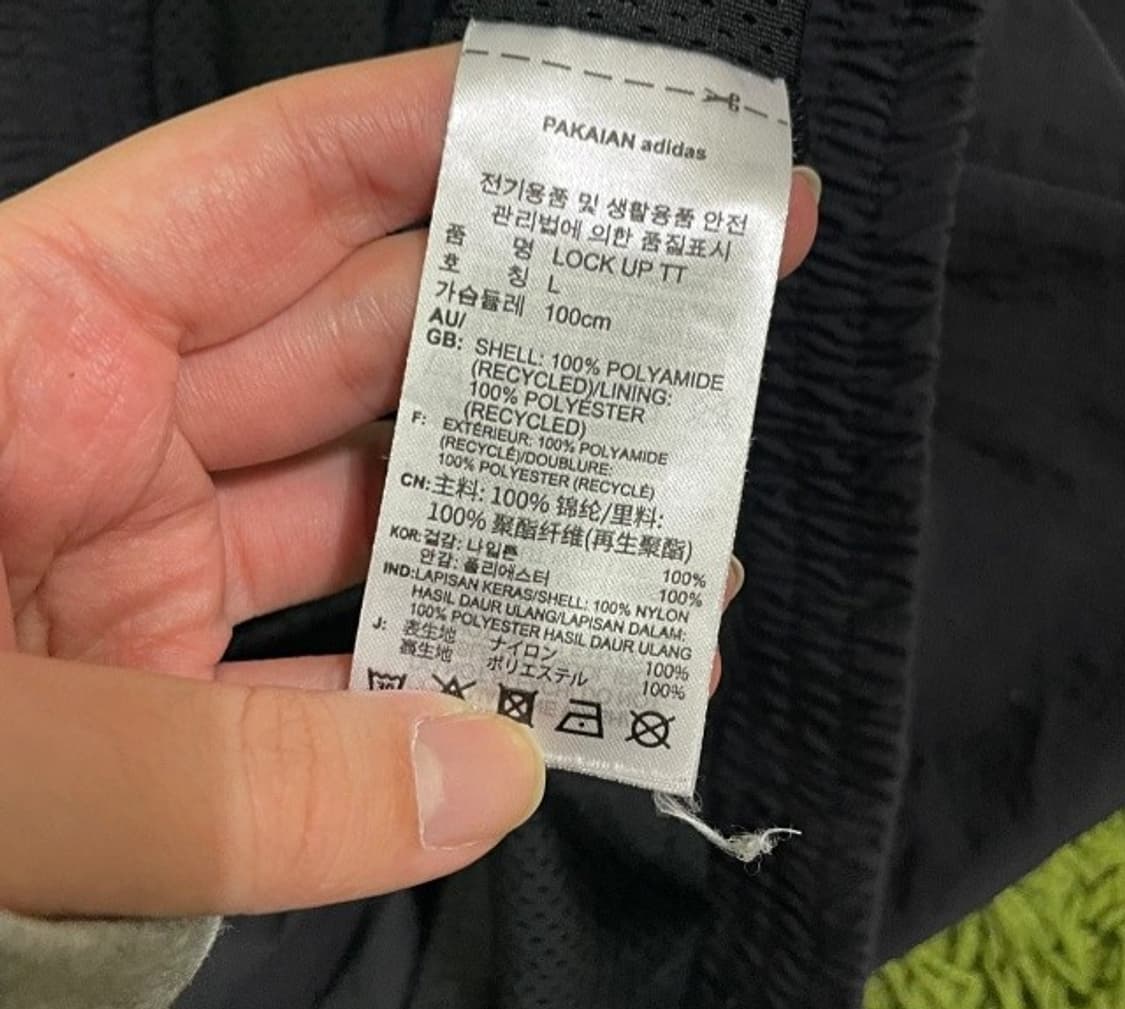 PAKAIAN adidas
전기용품 및 생활용품 안전
관리법에 의한 품질표시
품 명 LOCK UP TT
호 칭 L
가슴둘레 100cm
AU/
GB: SHELL: 100% POLYAMIDE
(RECYCLED)/LINING:
100% POLYESTER
(RECYCLED)
F: EXTÉRIEUR: 100% POLYAMIDE
(RECYCLÉ)/DOUBLURE:
100% POLYESTER (RECYCLÉ)
CN:主料: 100% 锦纶/里料:
100% 聚酯纤维(再生聚酯)
KOR:겉감: 나일론 100%
안감: 폴리에스터 100%
IND:LAPISAN KERAS/SHELL: 100% NYLON
HASIL DAUR ULANG/LAPISAN DALAM:
100% POLYESTER HASIL DAUR ULANG
J: 表生地 ナイロン 100%
裏生地 ポリエステル 100%